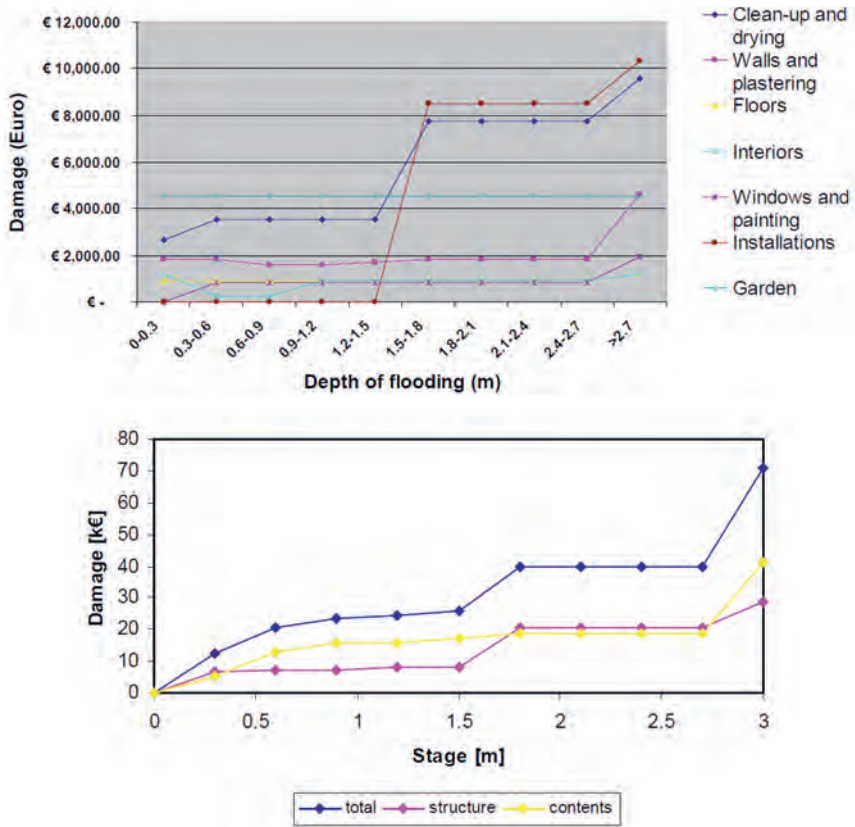 € 12,000.00
€ 10,000.00
€ 8,000.00
€ 6,000.00
€ 4,000.00
€ 2,000.00
€ -
Damage (Euro)
0-0.3
0.3-0.6
0.6-0.9
0.9-1.2
1.2-1.5
1.5-1.8
1.8-2.1
2.1-2.4
2.4-2.7
>2.7
Depth of flooding (m)
Clean-up and
drying
Walls and
plastering
Floors
Interiors
Windows and
painting
Installations
Garden
80
70
60
50
40
30
20
10
0
Damage [k€]
0
0.5
1
1.5
2
2.5
3
Stage [m]
total
structure
contents